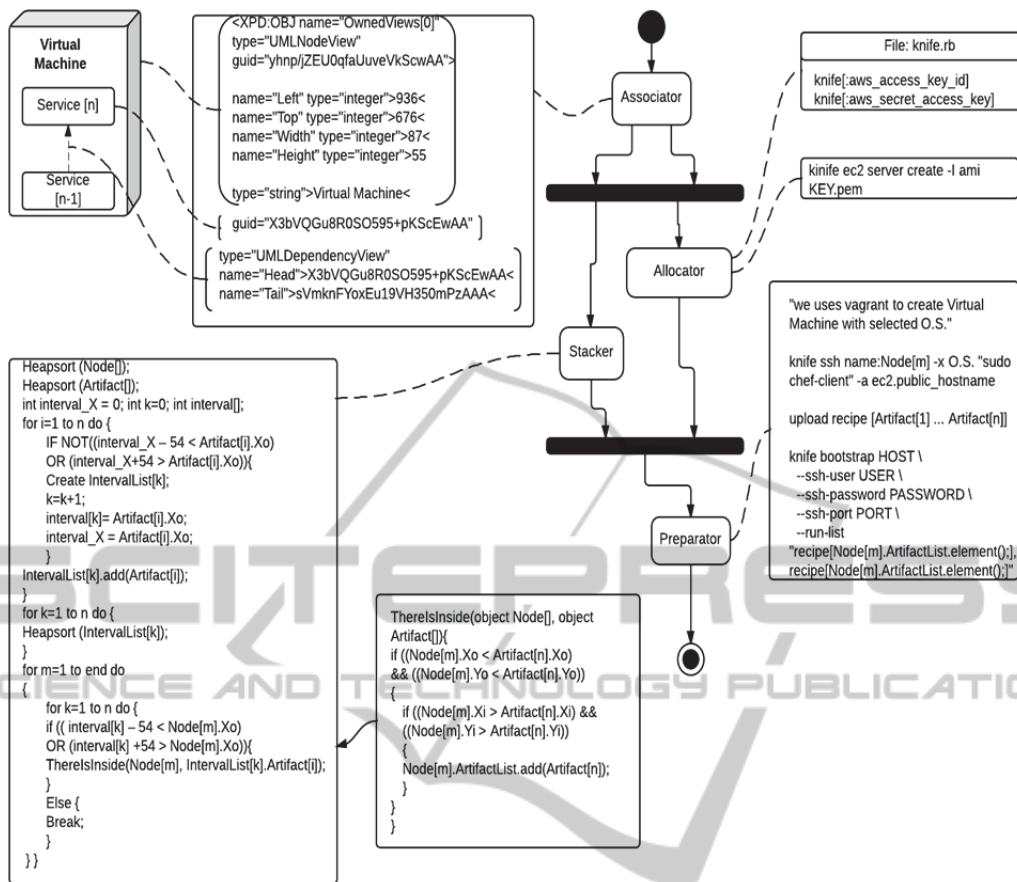 Virtual
Machine
Service [n]
Service
[n-1]
<XPD:OBJ name="OwnedViews[0]"
type="UMLNodeView"
guid="yhnp/jZEU0qfaUuveVkScwAA">
name="Left" type="integer">936<
name="Top" type="integer">676<
name="Width" type="integer">87<
name="Height" type="integer">55
type="string">Virtual Machine<
guid="X3bVQGu8R0SO595+pKScEwAA"
type="UMLDependencyView"
name="Head">X3bVQGu8R0SO595+pKScEwAA<
name="Tail">sVmknFYoxEu19VH350mPzAAA<
Associator
Allocator
Stacker
Preparator
File: knife.rb
knife[:aws_access_key_id]
knife[:aws_secret_access_key]
kinife ec2 server create -I ami
KEY.pem
"we uses vagrant to create Virtual
Machine with selected O.S."
knife ssh name:Node[m] -x O.S. "sudo
chef-client" -a ec2.public_hostname
upload recipe [Artifact[1] ... Artifact[n]]
knife bootstrap HOST \
--ssh-user USER \
--ssh-password PASSWORD \
--ssh-port PORT \
--run-list
"recipe[Node[m].ArtifactList.element();],
recipe[Node[m].ArtifactList.element();]"
Heapsort (Node[]);
Heapsort (Artifact[]);
int interval_X = 0; int k=0; int interval[];
for i=1 to n do {
IF NOT((interval_X – 54 < Artifact[i].Xo)
OR (interval_X+54 > Artifact[i].Xo)){
Create IntervalList[k];
k=k+1;
interval[k]= Artifact[i].Xo;
interval_X = Artifact[i].Xo;
}
IntervalList[k].add(Artifact[i]);
}
for k=1 to n do {
Heapsort (IntervalList[k]);
}
for m=1 to end do
{
for k=1 to n do {
if (( interval[k] – 54 < Node[m].Xo)
OR (interval[k] +54 > Node[m].Xo)){
ThereIsInside(Node[m], IntervalList[k].Artifact[i]);
}
Else {
Break;
}
} }
ThereIsInside(object Node[], object
Artifact[]){
if ((Node[m].Xo < Artifact[n].Xo)
&& ((Node[m].Yo < Artifact[n].Yo))
{
if ((Node[m].Xi > Artifact[n].Xi) &&
((Node[m].Yi > Artifact[n].Yi))
{
Node[m].ArtifactList.add(Artifact[n]);
}
}
}
SCITEPRESS
SCIENCE AND TECHNOLOGY PUBLICATIO